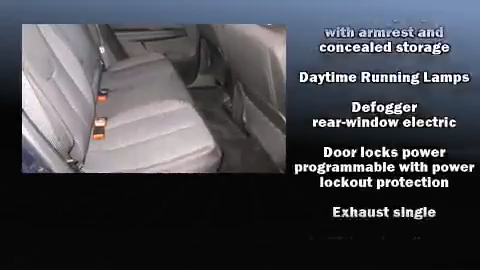 with armrest and
concealed storage
Daytime Running Lamps
Defogger
rear-window electric
Door locks power
programmable with power
lockout protection
Exhaust single